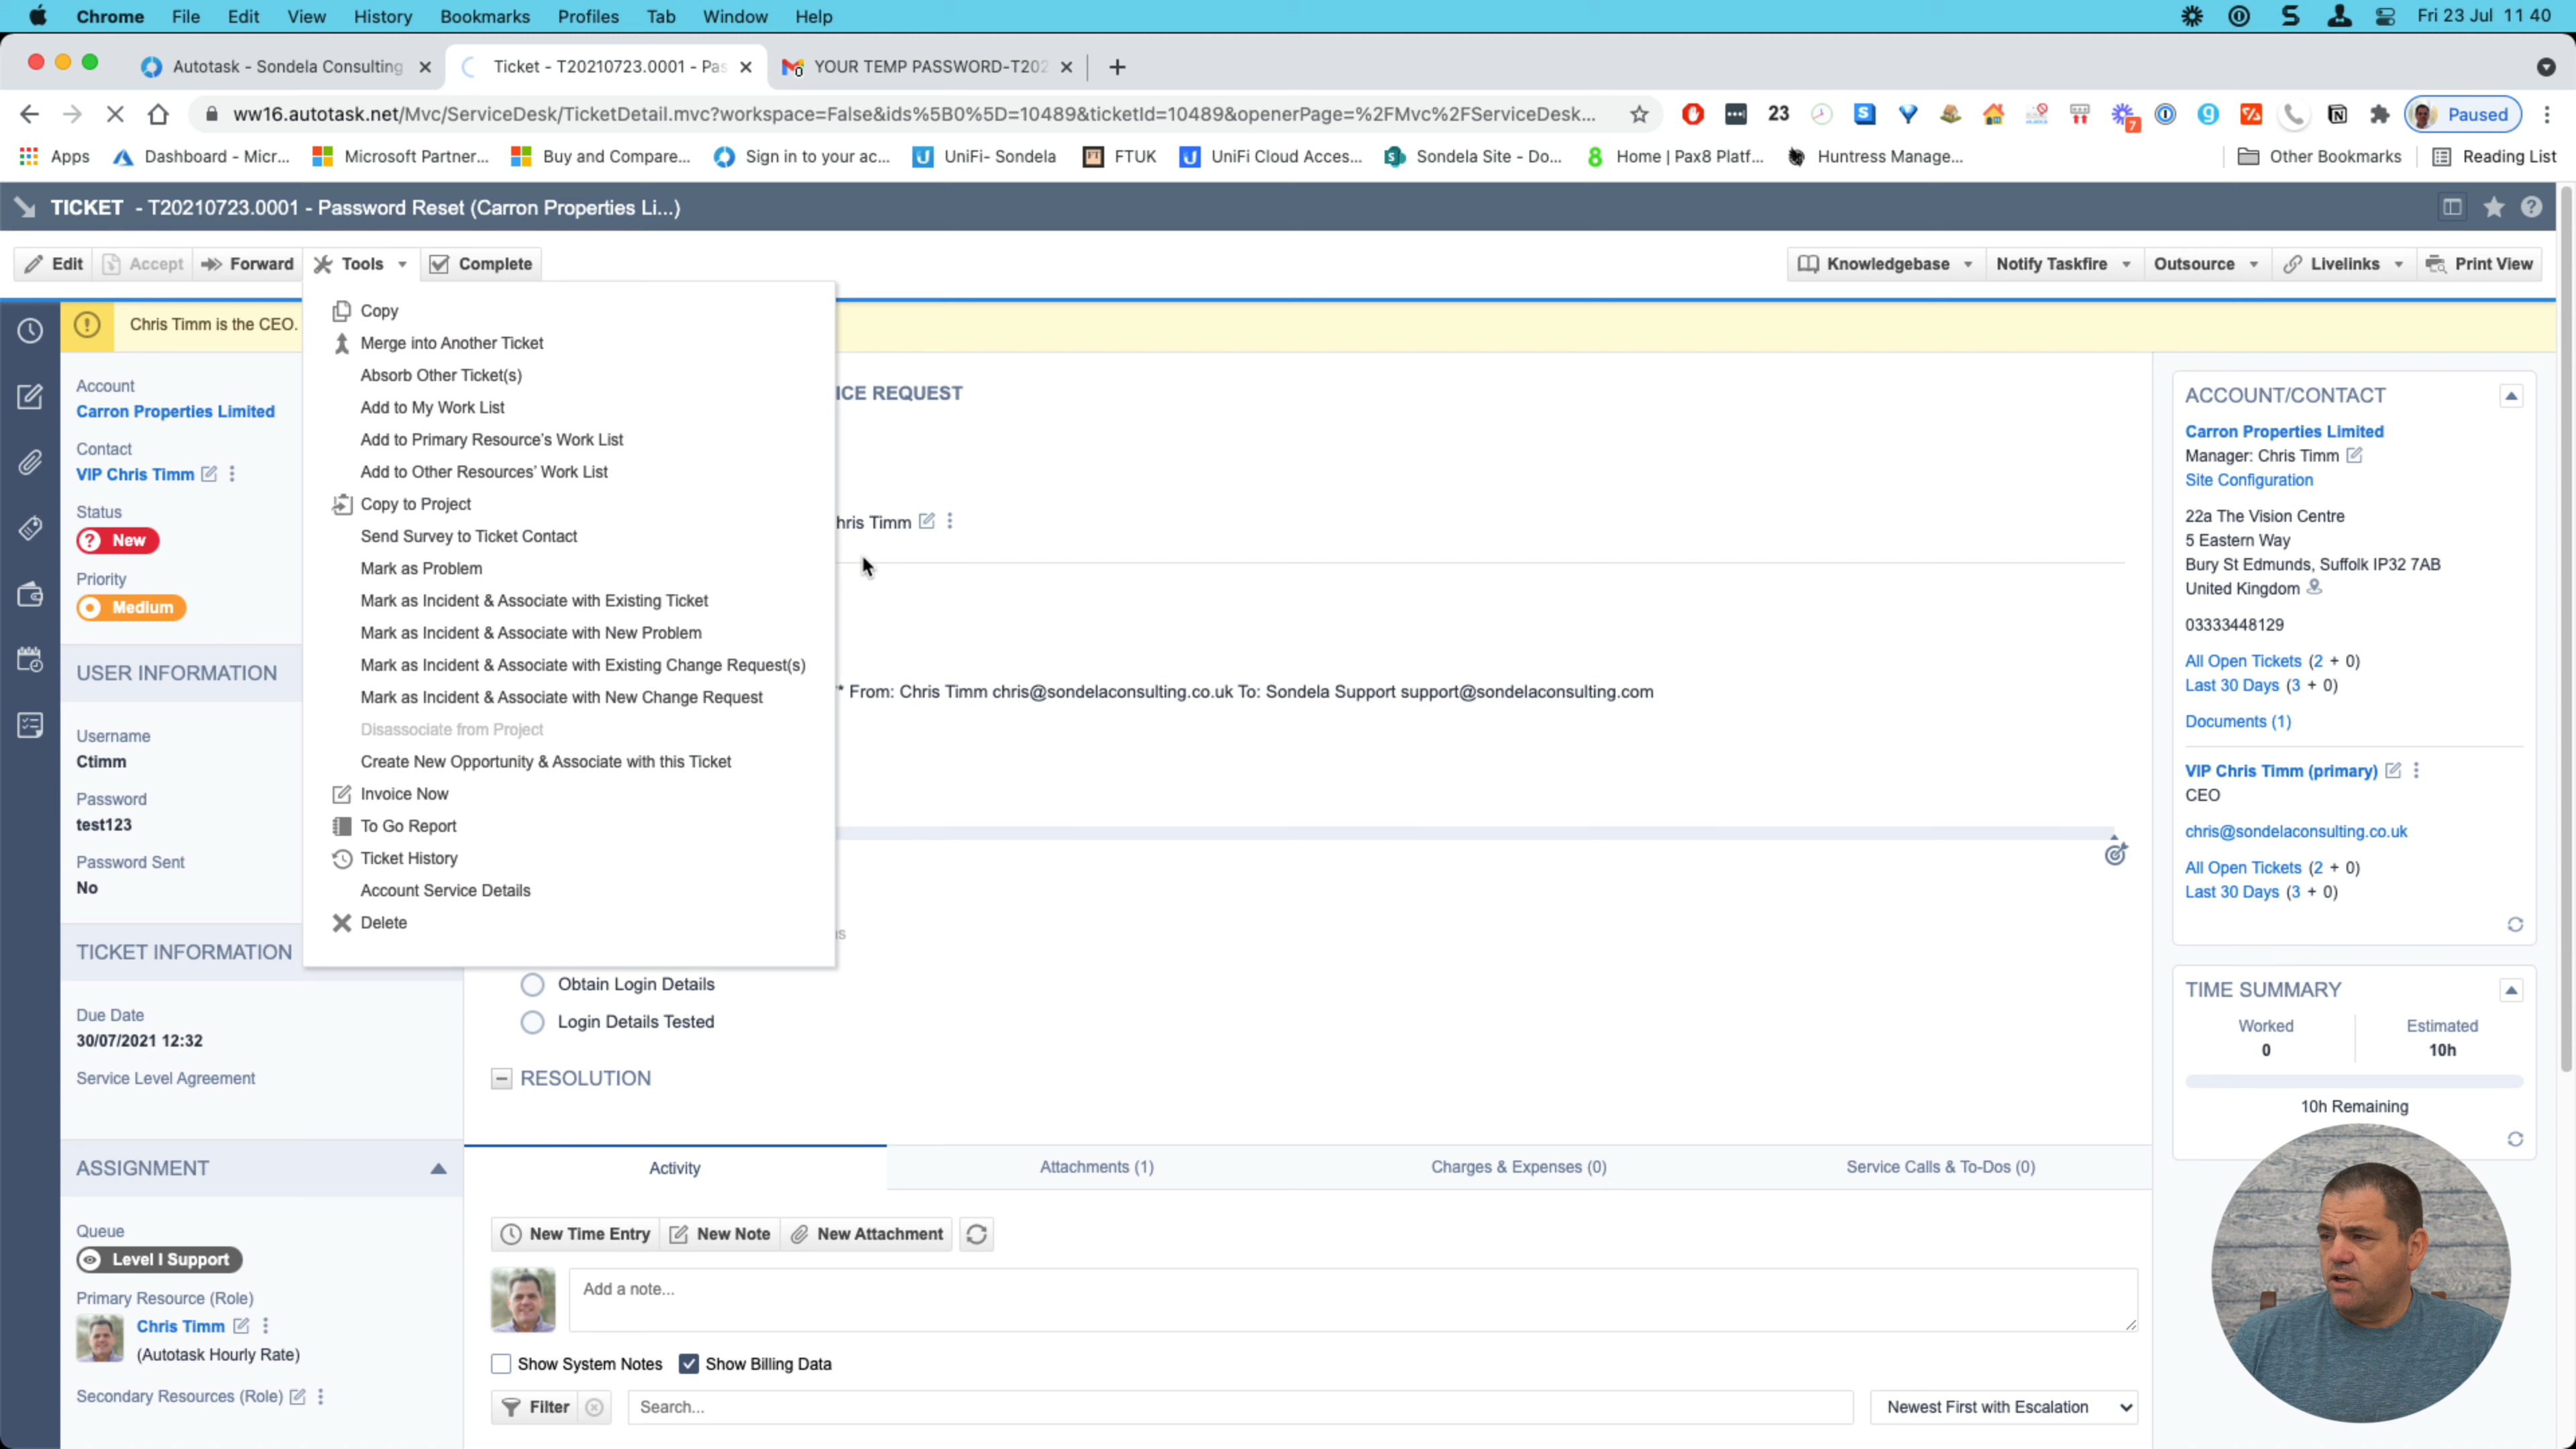 Chrome File Edit View History Bookmarks Profiles Tab Window Help Fri 23 Jul 11 40
Autotask - Sondela Consulting Ticket - T20210723.0001 - Pas YOUR TEMP PASSWORD-T202
ww16.autotask.net/Mvc/ServiceDesk/TicketDetail.mvc?workspace=False&ids%5B0%5D=10489&ticketId=10489&openerPage=%2FMvc%2FServiceDesk... 23 7 Paused
Apps Dashboard - Micr... Microsoft Partner... Buy and Compare... Sign in to your ac... UniFi- Sondela FTUK UniFi Cloud Acces... Sondela Site - Do... Home | Pax8 Platf... Huntress Manage... Other Bookmarks Reading List
TICKET - T20210723.0001 - Password Reset (Carron Properties Li...)
Edit Accept Forward Tools Complete Knowledgebase Notify Taskfire Outsource Livelinks Print View
Chris Timm is the CEO.
Account
Carron Properties Limited
Contact
VIP Chris Timm
Status
New
Priority
Medium
USER INFORMATION
Username
Ctimm
Password
test123
Password Sent
No
TICKET INFORMATION
Due Date
30/07/2021 12:32
Service Level Agreement
ASSIGNMENT
Queue
Level I Support
Primary Resource (Role)
Chris Timm
(Autotask Hourly Rate)
Secondary Resources (Role)
Copy
Merge into Another Ticket
Absorb Other Ticket(s)
Add to My Work List
Add to Primary Resource's Work List
Add to Other Resources' Work List
Copy to Project
Send Survey to Ticket Contact
Mark as Problem
Mark as Incident & Associate with Existing Ticket
Mark as Incident & Associate with New Problem
Mark as Incident & Associate with Existing Change Request(s)
Mark as Incident & Associate with New Change Request
Disassociate from Project
Create New Opportunity & Associate with this Ticket
Invoice Now
To Go Report
Ticket History
Account Service Details
Delete
ICE REQUEST
hris Timm
* From: Chris Timm chris@sondelaconsulting.co.uk To: Sondela Support support@sondelaconsulting.com
Obtain Login Details
Login Details Tested
RESOLUTION
Activity Attachments (1) Charges & Expenses (0) Service Calls & To-Dos (0)
New Time Entry New Note New Attachment
Add a note...
Show System Notes Show Billing Data
Filter Search... Newest First with Escalation
ACCOUNT/CONTACT
Carron Properties Limited
Manager: Chris Timm
Site Configuration
22a The Vision Centre
5 Eastern Way
Bury St Edmunds, Suffolk IP32 7AB
United Kingdom
03333448129
All Open Tickets (2 + 0)
Last 30 Days (3 + 0)
Documents (1)
VIP Chris Timm (primary)
CEO
chris@sondelaconsulting.co.uk
All Open Tickets (2 + 0)
Last 30 Days (3 + 0)
TIME SUMMARY
Worked Estimated
0 10h
10h Remaining